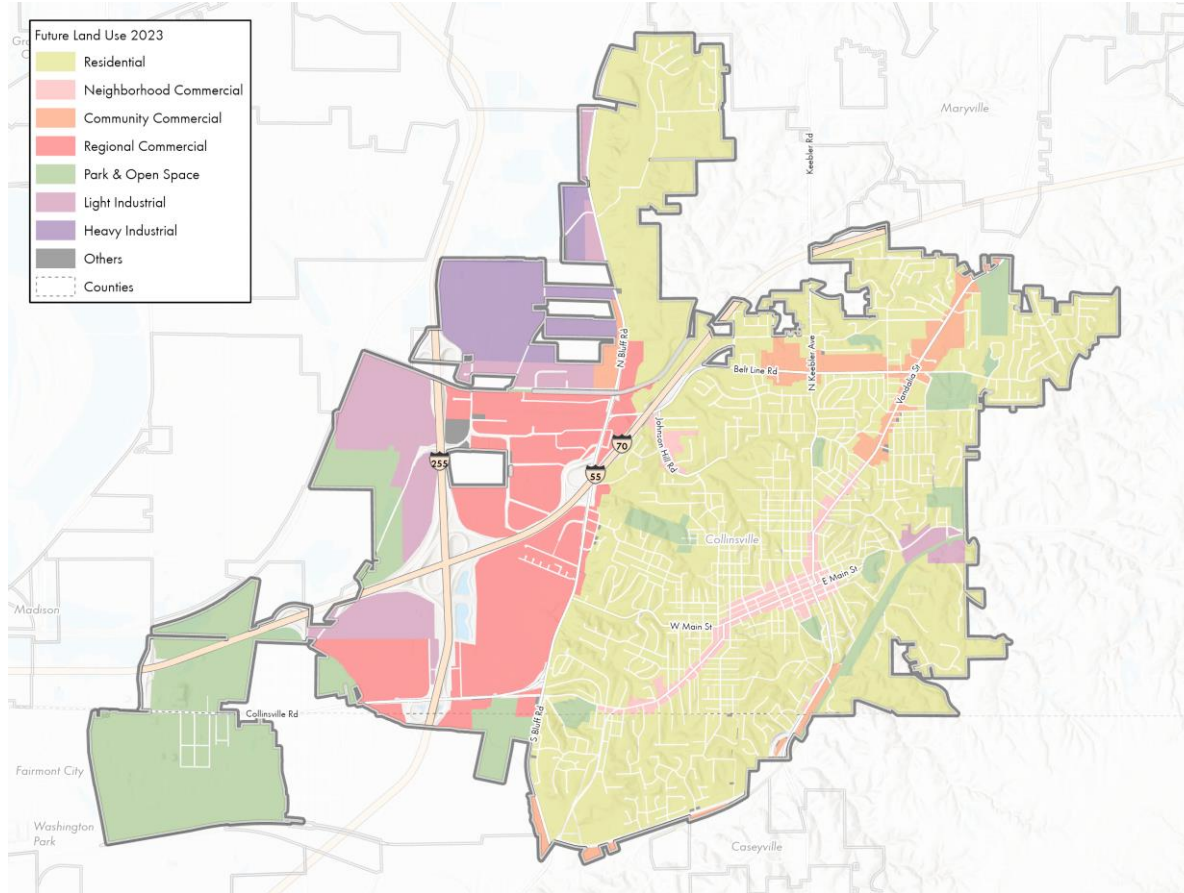 Future Land Use 2023
Residential
Neighborhood Commercial
Community Commercial
Regional Commercial
Park & Open Space
Light Industrial
Heavy Industrial
Others
Counties
Maryville
Keebler Rd
N Bluff Rd
Belt Line Rd
N Keebler Ave
Vandalia St
Johnson Hill Rd
70
255
55
Collinsville
E Main St
W Main St
Madison
Collinsville Rd
S Bluff Rd
Fairmont City
Washington
Park
Caseyville